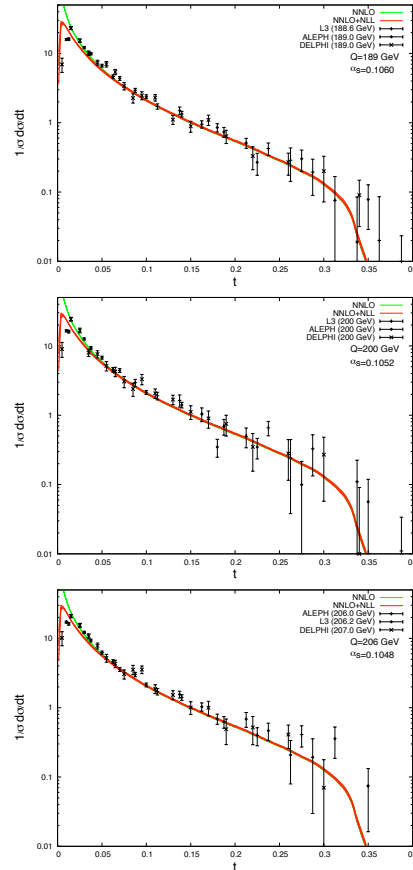 NNLO
NNLO+NLL
L3 (188.6 GeV)
ALEPH (189.0 GeV)
DELPHI (189.0 GeV)
Q=189 GeV
αs=0.1060
1/σ dσ/dt
10
1
0.1
0.01
0 0.05 0.1 0.15 0.2 0.25 0.3 0.35 0.4
t
NNLO
NNLO+NLL
L3 (200 GeV)
ALEPH (200 GeV)
DELPHI (200 GeV)
Q=200 GeV
αs=0.1052
1/σ dσ/dt
10
1
0.1
0.01
0 0.05 0.1 0.15 0.2 0.25 0.3 0.35 0.4
t
NNLO
NNLO+NLL
ALEPH (206.0 GeV)
L3 (206.2 GeV)
DELPHI (207.0 GeV)
Q=206 GeV
αs=0.1048
1/σ dσ/dt
10
1
0.1
0.01
0 0.05 0.1 0.15 0.2 0.25 0.3 0.35 0.4
t